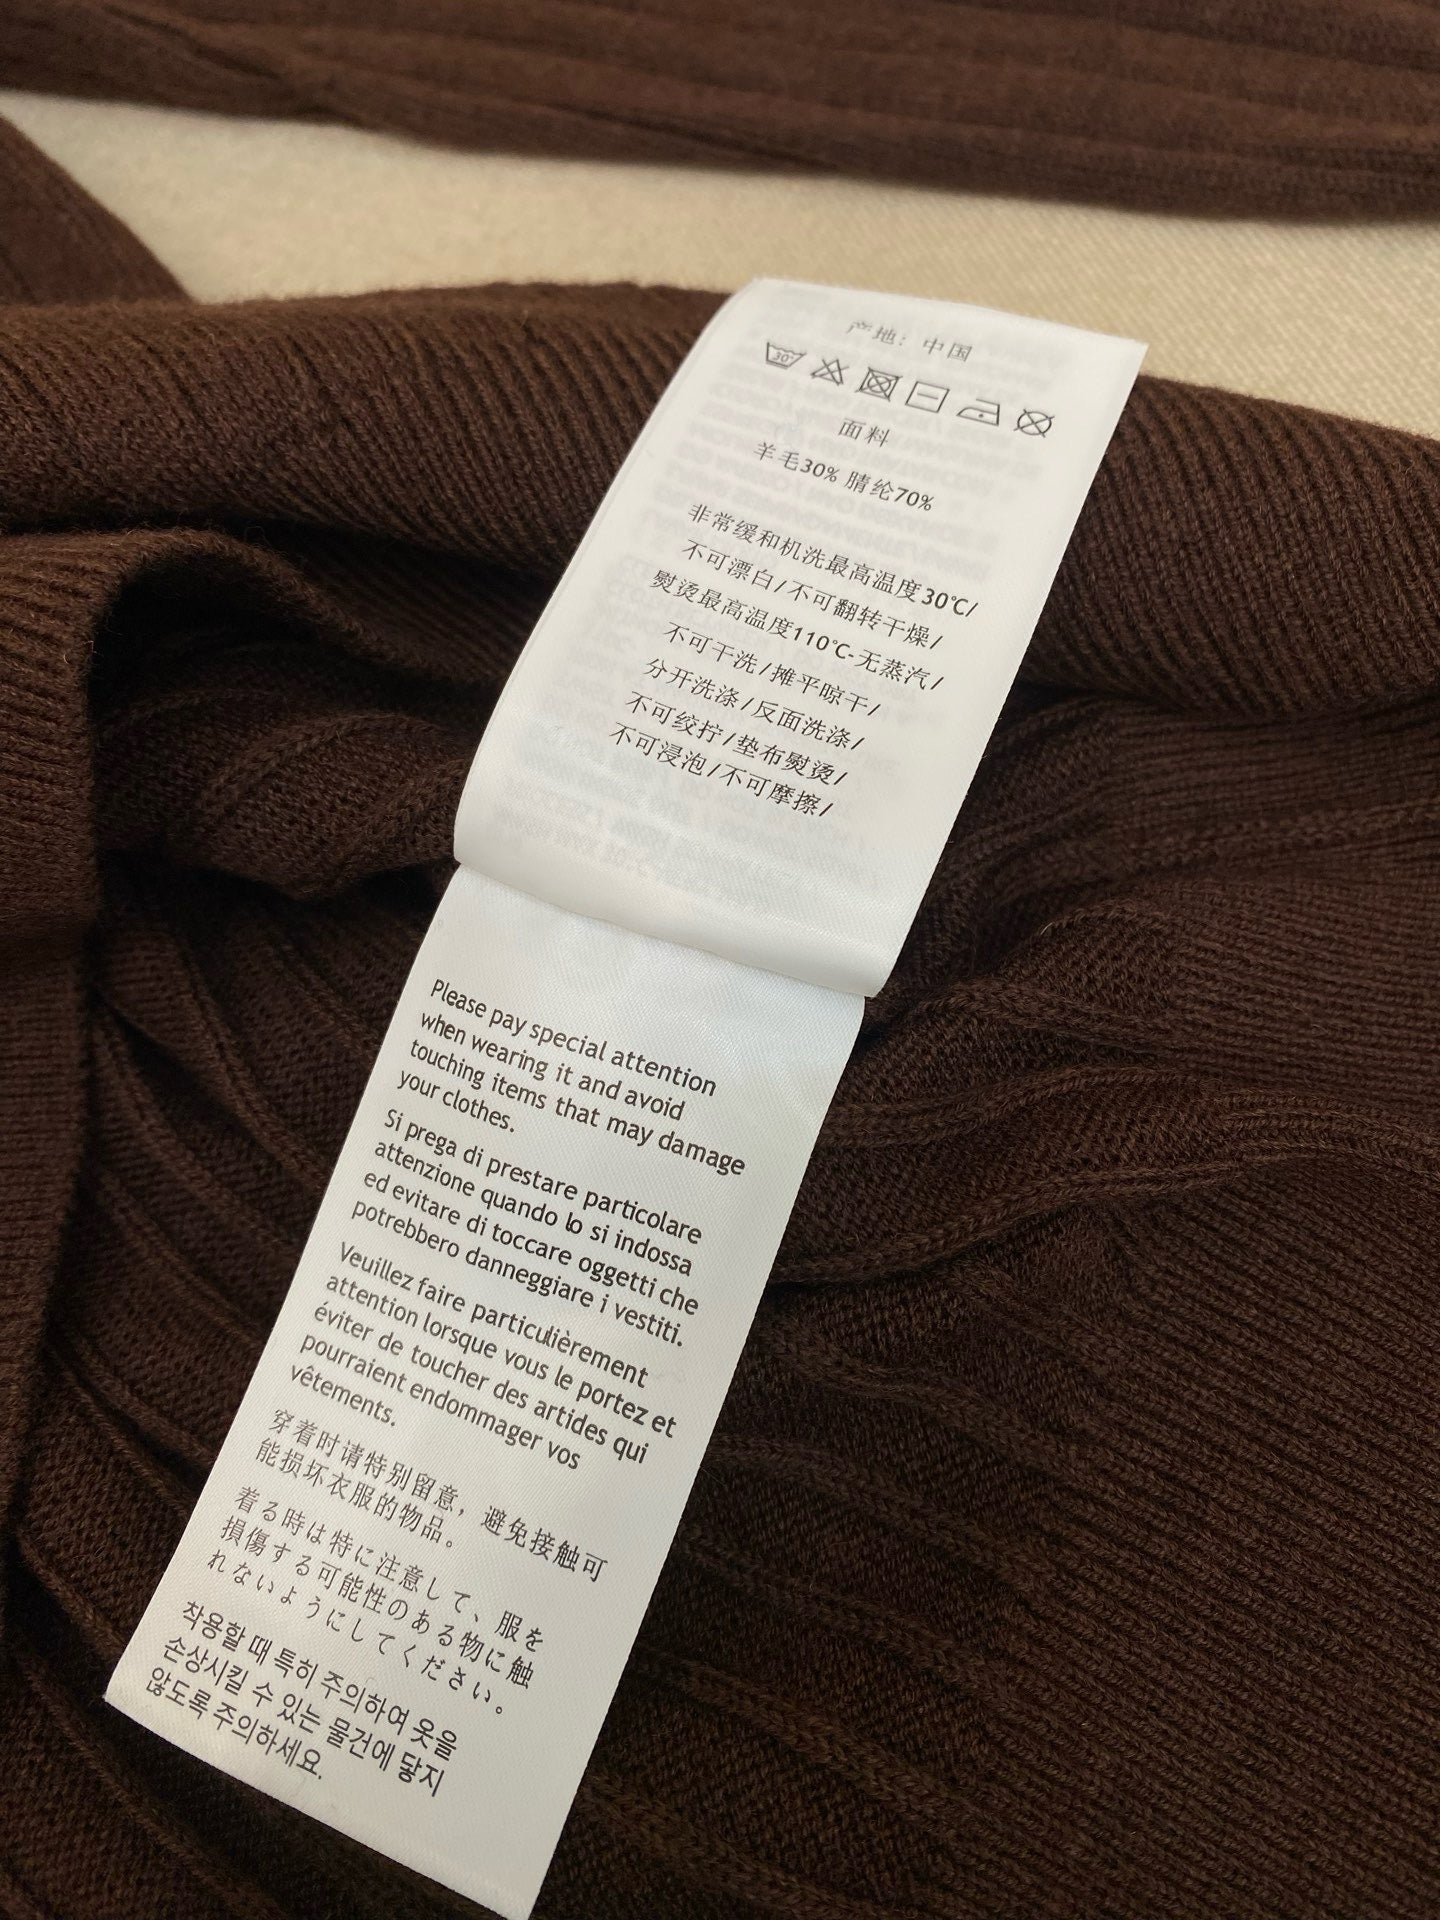 产地：中国
30°
面料
羊毛30% 腈纶70%
非常缓和机洗最高温度30℃/
不可漂白/不可翻转干燥/
熨烫最高温度110℃-无蒸汽/
不可干洗/摊平晾干/
分开洗涤/反面洗涤/
不可绞拧/垫布熨烫/
不可浸泡/不可摩擦/
Please pay special attention
when wearing it and avoid
touching items that may damage
your clothes.
Si prega di prestare particolare
attenzione quando lo si indossa
ed evitare di toccare oggetti che
potrebbero danneggiare i vestiti.
Veuillez faire particulièrement
attention lorsque vous le portez et
éviter de toucher des artides qui
pourraient endommager vos
vêtements.
穿着时请特别留意，避免接触可
能损坏衣服的物品。
着る時は特に注意して、服を
損傷する可能性のある物に触
れないようにしてください。
착용할 때 특히 주의하여 옷을
손상시킬 수 있는 물건에 닿지
않도록 주의하세요.